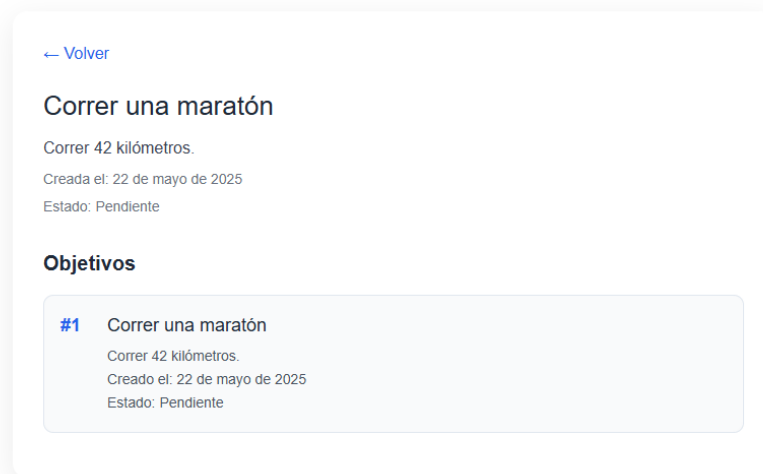 ← Volver
Correr una maratón
Correr 42 kilómetros.
Creada el: 22 de mayo de 2025
Estado: Pendiente
Objetivos
#1 Correr una maratón
Correr 42 kilómetros.
Creado el: 22 de mayo de 2025
Estado: Pendiente